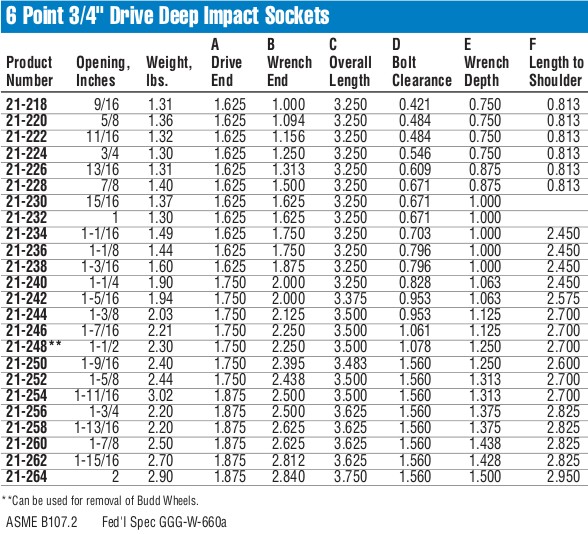 6 Point 3/4" Drive Deep Impact Sockets
A B C D E F
Product Opening, Weight, Drive Wrench Overall Bolt Wrench Length to
Number Inches lbs. End End Length Clearance Depth Shoulder
21-218 9/16 1.31 1.625 1.000 3.250 0.421 0.750 0.813
21-220 5/8 1.36 1.625 1.094 3.250 0.484 0.750 0.813
21-222 11/16 1.32 1.625 1.156 3.250 0.484 0.750 0.813
21-224 3/4 1.30 1.625 1.250 3.250 0.546 0.750 0.813
21-226 13/16 1.31 1.625 1.313 3.250 0.609 0.875 0.813
21-228 7/8 1.40 1.625 1.500 3.250 0.671 0.875 0.813
21-230 15/16 1.37 1.625 1.625 3.250 0.671 1.000
21-232 1 1.30 1.625 1.625 3.250 0.671 1.000
21-234 1-1/16 1.49 1.625 1.750 3.250 0.703 1.000 2.450
21-236 1-1/8 1.44 1.625 1.750 3.250 0.796 1.000 2.450
21-238 1-3/16 1.60 1.625 1.875 3.250 0.796 1.000 2.450
21-240 1-1/4 1.90 1.750 2.000 3.250 0.828 1.063 2.450
21-242 1-5/16 1.94 1.750 2.000 3.375 0.953 1.063 2.575
21-244 1-3/8 2.03 1.750 2.125 3.500 0.953 1.125 2.700
21-246 1-7/16 2.21 1.750 2.250 3.500 1.061 1.125 2.700
21-248** 1-1/2 2.30 1.750 2.250 3.500 1.078 1.250 2.700
21-250 1-9/16 2.40 1.750 2.395 3.483 1.560 1.250 2.600
21-252 1-5/8 2.44 1.750 2.438 3.500 1.560 1.313 2.700
21-254 1-11/16 3.02 1.875 2.500 3.500 1.560 1.313 2.700
21-256 1-3/4 2.20 1.875 2.500 3.625 1.560 1.375 2.825
21-258 1-13/16 2.20 1.875 2.625 3.625 1.560 1.375 2.825
21-260 1-7/8 2.50 1.875 2.625 3.625 1.560 1.438 2.825
21-262 1-15/16 2.70 1.875 2.812 3.625 1.560 1.428 2.825
21-264 2 2.90 1.875 2.840 3.750 1.560 1.500 2.950
**Can be used for removal of Budd Wheels.
ASME B107.2 Fed'l Spec GGG-W-660a